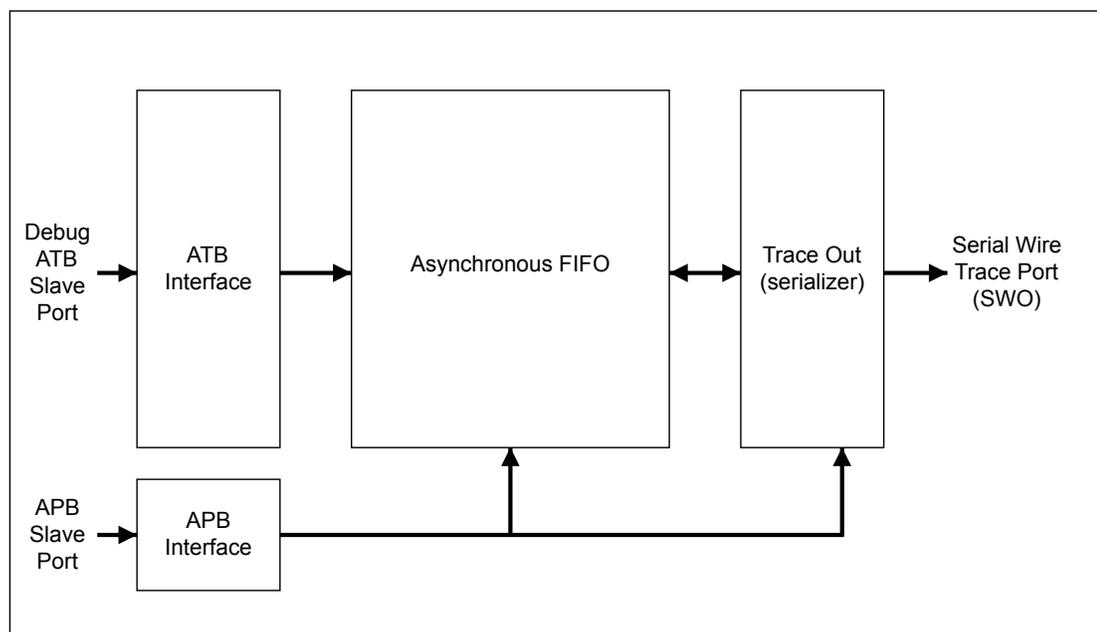 Debug
ATB
Slave
Port
ATB
Interface
Asynchronous FIFO
Trace Out
(serializer)
Serial Wire
Trace Port
(SWO)
APB
Slave
Port
APB
Interface